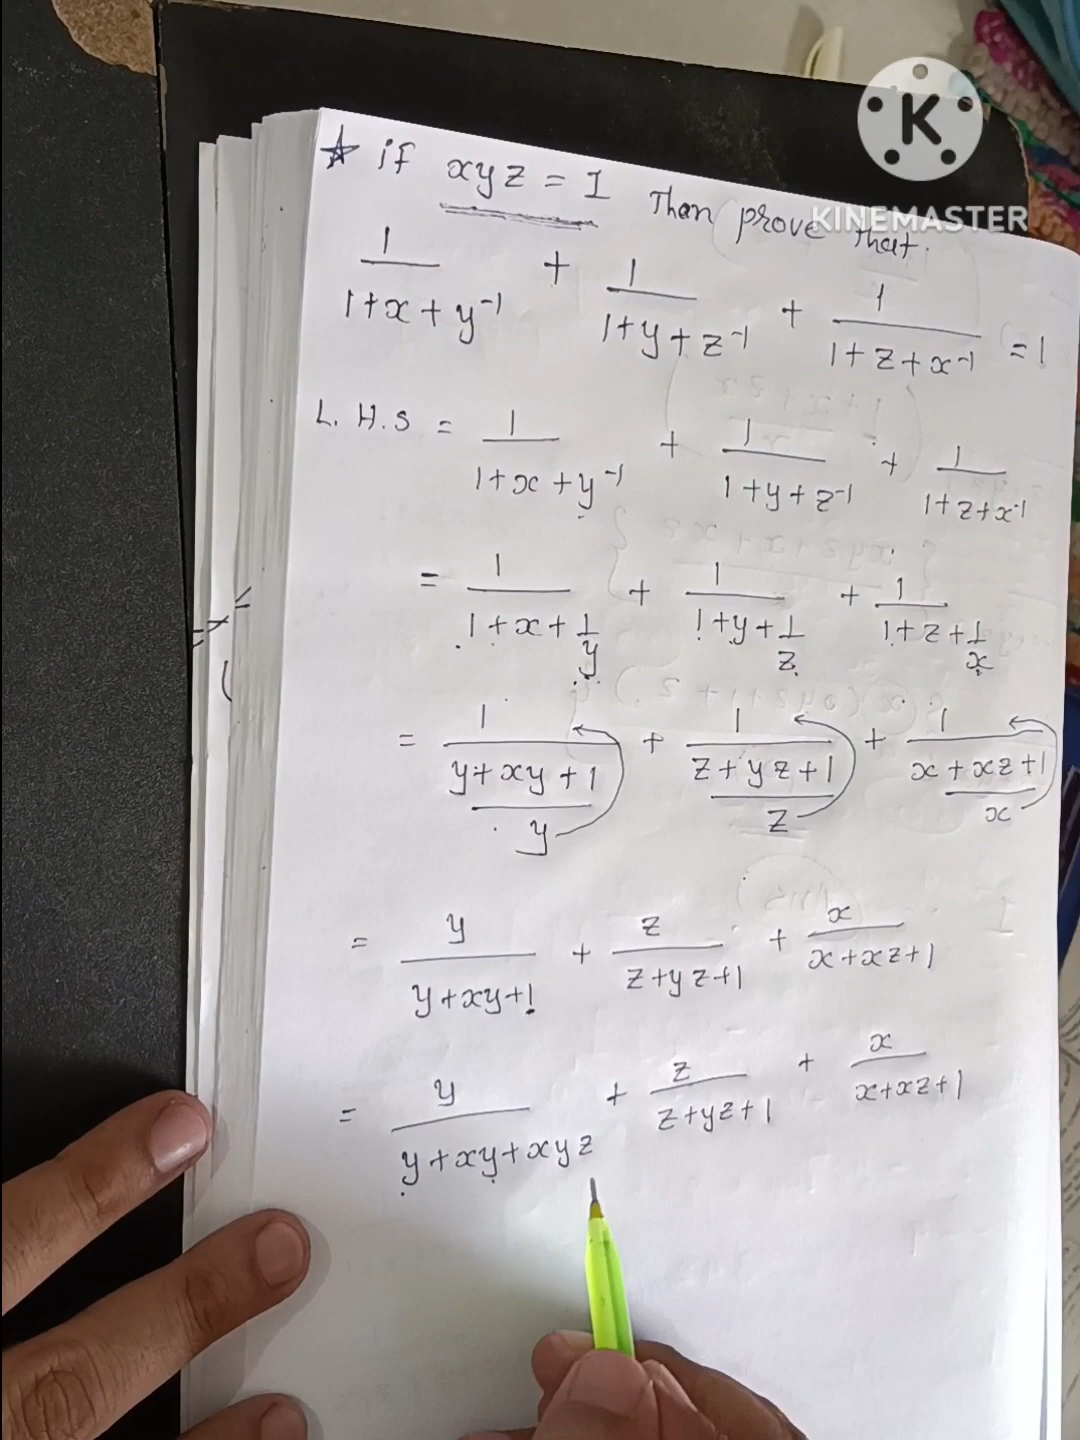 K
KINEMASTER
☆ if xyz = 1 Than prove that.
1/(1+x+y⁻¹) + 1/(1+y+z⁻¹) + 1/(1+z+x⁻¹) = 1
L.H.S = 1/(1+x+y⁻¹) + 1/(1+y+z⁻¹) + 1/(1+z+x⁻¹)
= 1/(1+x+1/y) + 1/(1+y+1/z) + 1/(1+z+1/x)
= 1/((y+xy+1)/y) + 1/((z+yz+1)/z) + 1/((x+xz+1)/x)
= y/(y+xy+1) + z/(z+yz+1) + x/(x+xz+1)
= y/(y+xy+xyz) + z/(z+yz+1) + x/(x+xz+1)